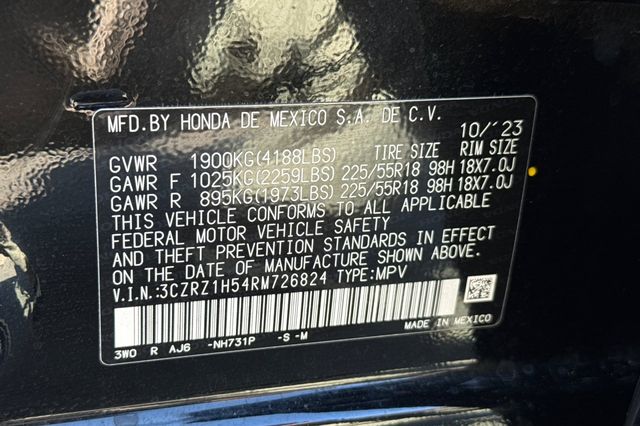 MFD.BY HONDA DE MEXICO S.A. DE C.V. 10/'23
GVWR 1900KG(4188LBS) TIRE SIZE RIM SIZE
GAWR F 1025KG(2259LBS) 225/55R18 98H 18X7.0J
GAWR R 895KG(1973LBS) 225/55R18 98H 18X7.0J
THIS VEHICLE CONFORMS TO ALL APPLICABLE
FEDERAL MOTOR VEHICLE SAFETY
AND THEFT PREVENTION STANDARDS IN EFFECT
ON THE DATE OF MANUFACTURE SHOWN ABOVE.
V.I.N.:3CZRZ1H54RM726824 TYPE:MPV
MADE IN MEXICO
3W0 R AJ6 -NH731P -S -M